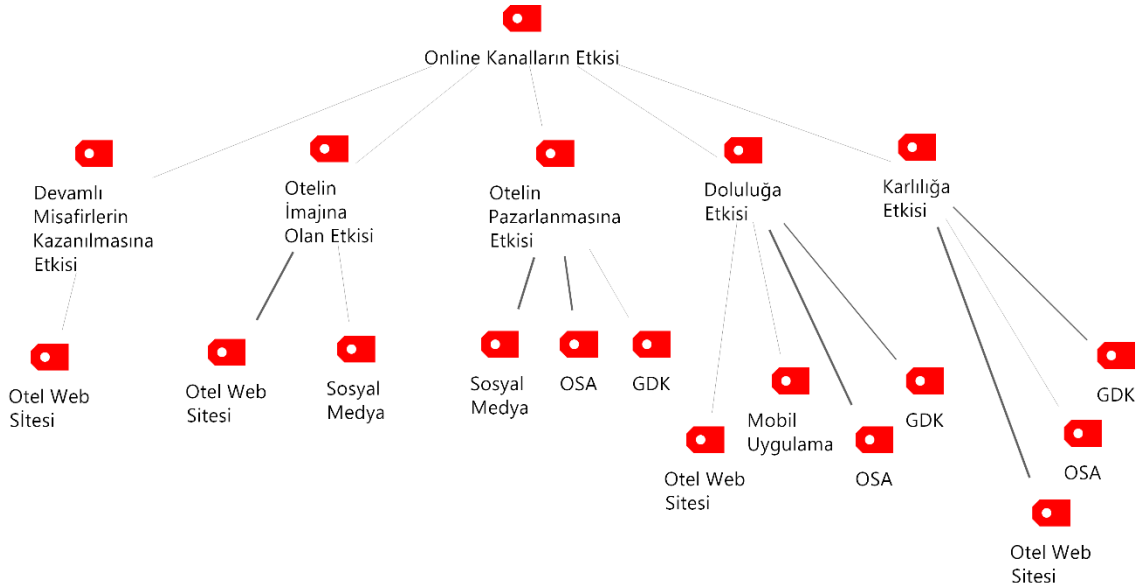 Online Kanalların Etkisi
Devamlı
Misafirlerin
Kazanılmasına
Etkisi
Otelin
İmajına
Olan Etkisi
Otelin
Pazarlanmasına
Etkisi
Doluluğa
Etkisi
Karlılığa
Etkisi
Otel Web
Sİtesi
Otel Web
Sitesi
Sosyal
Medya
Sosyal
Medya
OSA
GDK
Otel Web
Sitesi
Mobil
Uygulama
OSA
GDK
Otel Web
Sitesi
OSA
GDK